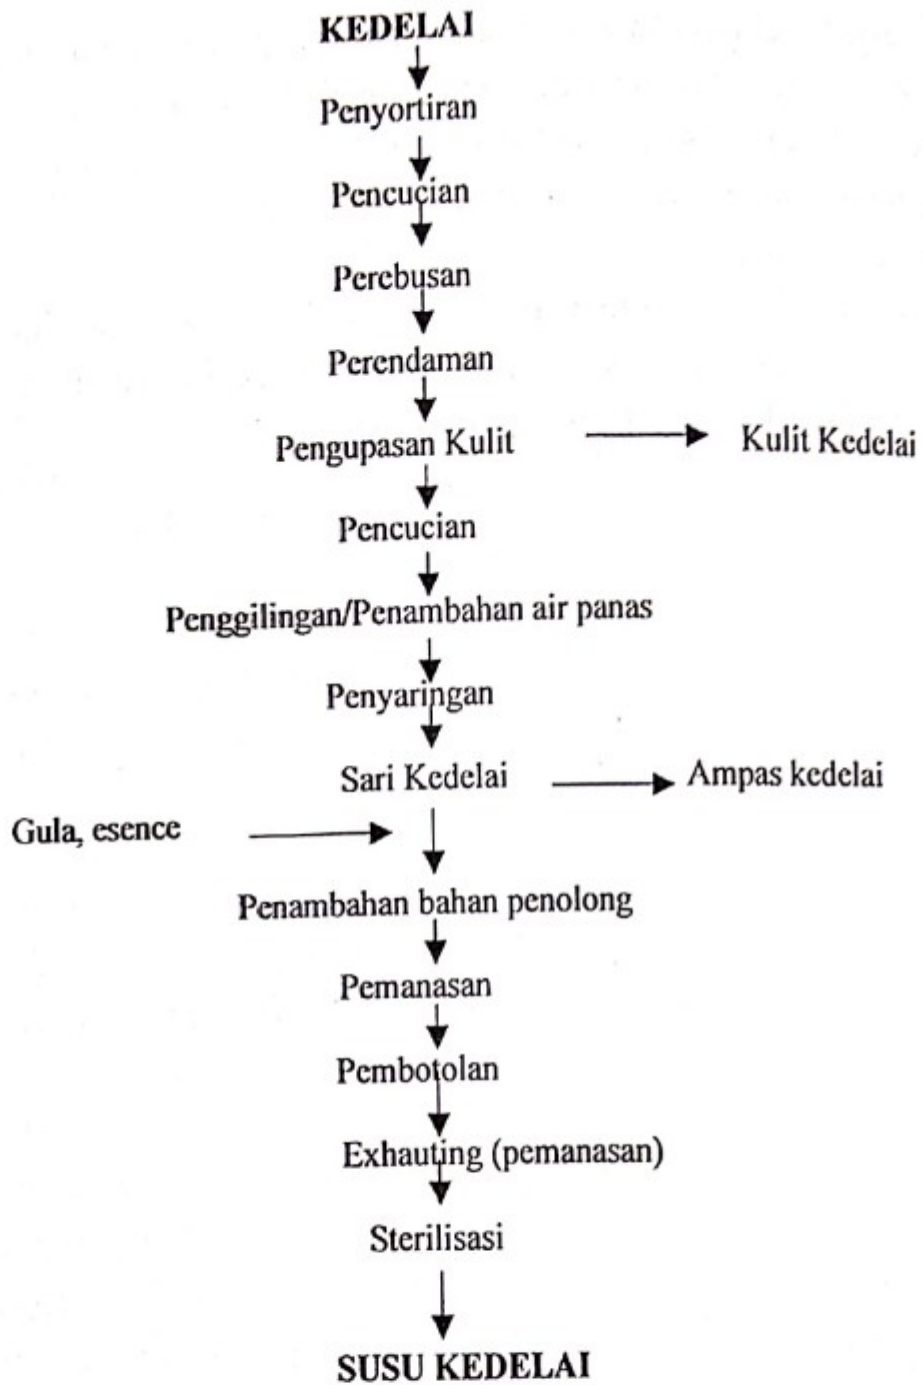 KEDELAI
Penyortiran
Pencucian
Perebusan
Perendaman
Pengupasan Kulit
Kulit Kedelai
Pencucian
Penggilingan/Penambahan air panas
Penyaringan
Sari Kedelai
Ampas kedelai
Gula, esence
Penambahan bahan penolong
Pemanasan
Pembotolan
Exhauting (pemanasan)
Sterilisasi
SUSU KEDELAI